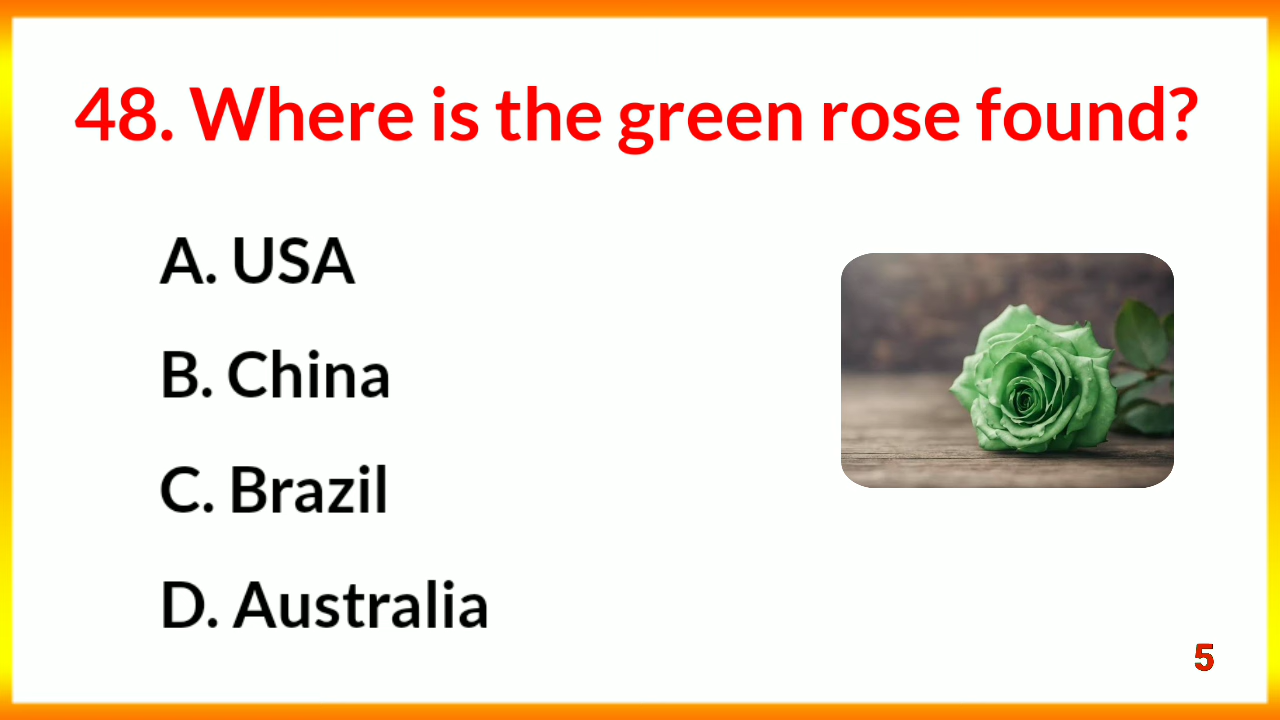 48. Where is the green rose found?
A. USA
B. China
C. Brazil
D. Australia
5